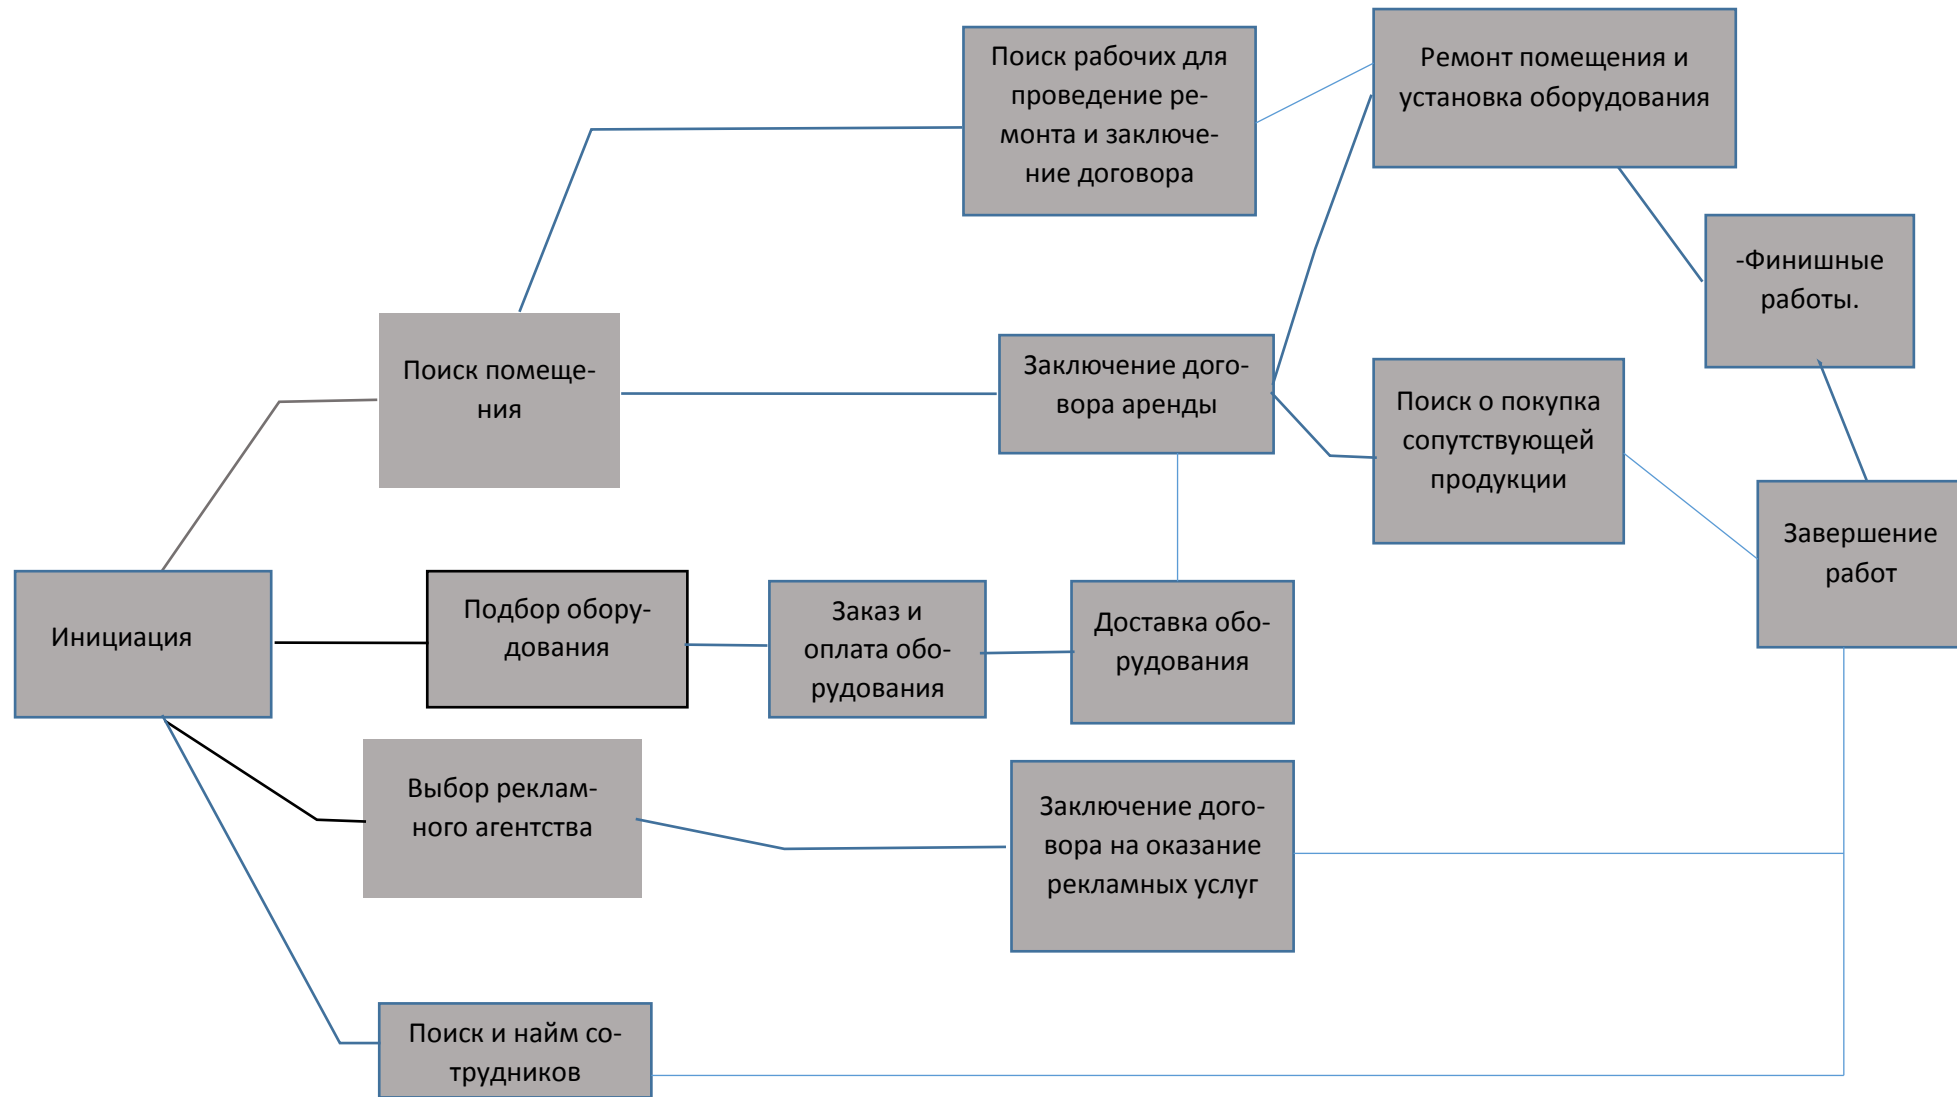 Поиск рабочих для
проведение ре-
монта и заключе-
ние договора
Ремонт помещения и
установка оборудования
-Финишные
работы.
Поиск помеще-
ния
Заключение дого-
вора аренды
Поиск о покупка
сопутствующей
продукции
Завершение
работ
Инициация
Подбор обору-
дования
Заказ и
оплата обо-
рудования
Доставка обо-
рудования
Выбор реклам-
ного агентства
Заключение дого-
вора на оказание
рекламных услуг
Поиск и найм со-
трудников